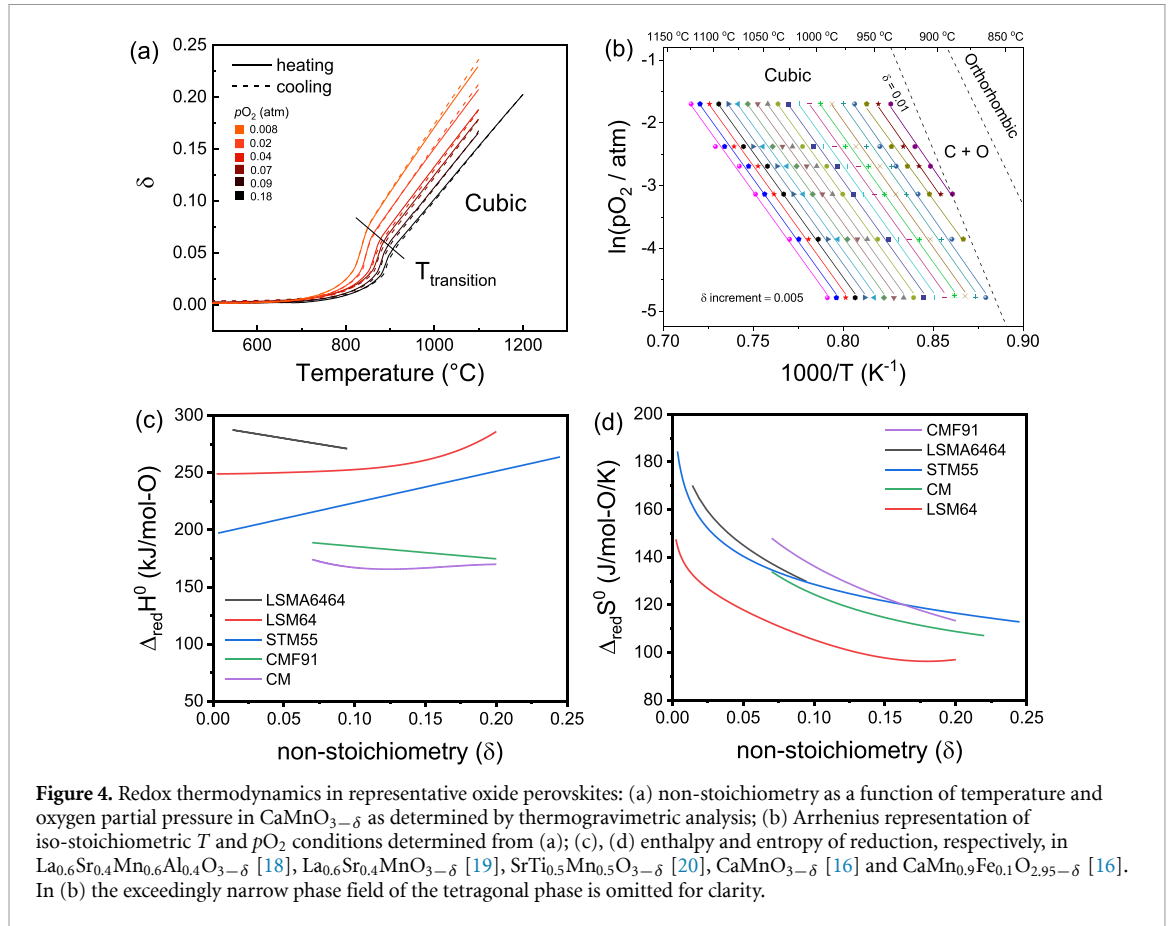 (a)
0.25
0.20
0.15
0.10
0.05
0.00
δ
heating
cooling
pO2 (atm)
0.008
0.02
0.04
0.07
0.09
0.18
Cubic
Ttransition
600 800 1000 1200
Temperature (°C)
(b)
1150 °C 1100 °C 1050 °C 1000 °C 950 °C 900 °C 850 °C
-1
-2
-3
-4
-5
ln(pO2 / atm)
Cubic
δ = 0.01
Orthorhombic
C + O
δ increment = 0.005
0.70 0.75 0.80 0.85 0.90
1000/T (K-1)
(c)
300
250
200
150
100
50
ΔredH0 (kJ/mol-O)
LSMA6464
LSM64
STM55
CMF91
CM
0.00 0.05 0.10 0.15 0.20 0.25
non-stoichiometry (δ)
(d)
200
180
160
140
120
100
80
ΔredS0 (J/mol-O/K)
CMF91
LSMA6464
STM55
CM
LSM64
0.00 0.05 0.10 0.15 0.20 0.25
non-stoichiometry (δ)
Figure 4. Redox thermodynamics in representative oxide perovskites: (a) non-stoichiometry as a function of temperature and
oxygen partial pressure in CaMnO3−δ as determined by thermogravimetric analysis; (b) Arrhenius representation of
iso-stoichiometric T and pO2 conditions determined from (a); (c), (d) enthalpy and entropy of reduction, respectively, in
La0.6Sr0.4Mn0.6Al0.4O3−δ [18], La0.6Sr0.4MnO3−δ [19], SrTi0.5Mn0.5O3−δ [20], CaMnO3−δ [16] and CaMn0.9Fe0.1O2.95−δ [16].
In (b) the exceedingly narrow phase field of the tetragonal phase is omitted for clarity.